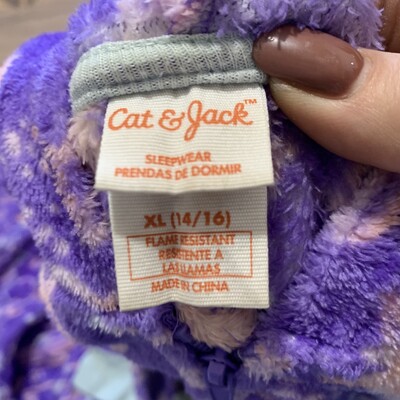 Cat & Jack™
SLEEPWEAR
PRENDAS DE DORMIR
XL (14/16)
FLAME RESISTANT
RESISTENTE A
LAS LLAMAS
MADE IN CHINA